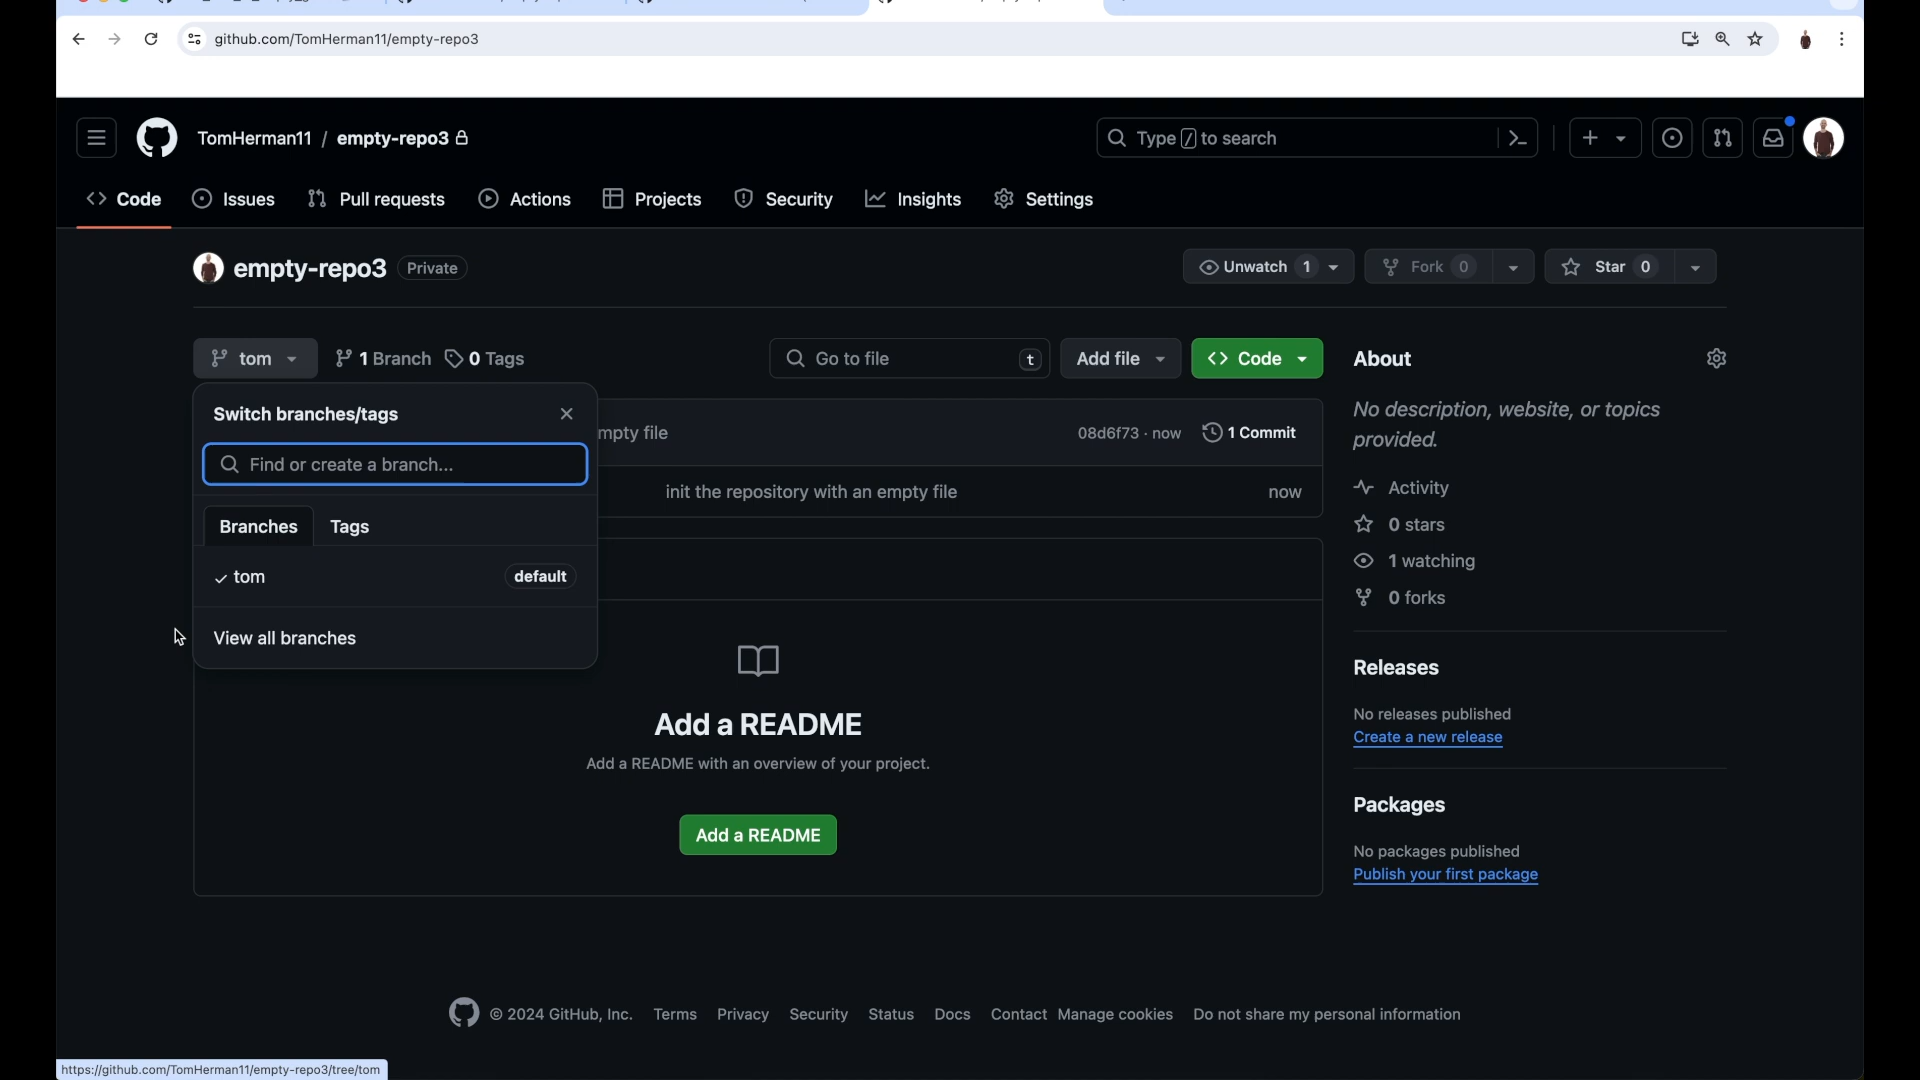 github.com/TomHerman11/empty-repo3
TomHerman11 / empty-repo3
Type / to search
Code
Issues
Pull requests
Actions
Projects
Security
Insights
Settings
empty-repo3
Private
Unwatch 1
Fork 0
Star 0
tom
1 Branch
0 Tags
Go to file
t
Add file
Code
About
Switch branches/tags
No description, website, or topics
provided.
mpty file
08d6f73 · now
1 Commit
Find or create a branch...
init the repository with an empty file
now
Activity
Branches
Tags
0 stars
1 watching
tom
default
0 forks
View all branches
Releases
Add a README
No releases published
Create a new release
Add a README with an overview of your project.
Packages
Add a README
No packages published
Publish your first package
© 2024 GitHub, Inc.
Terms
Privacy
Security
Status
Docs
Contact
Manage cookies
Do not share my personal information
https://github.com/TomHerman11/empty-repo3/tree/tom